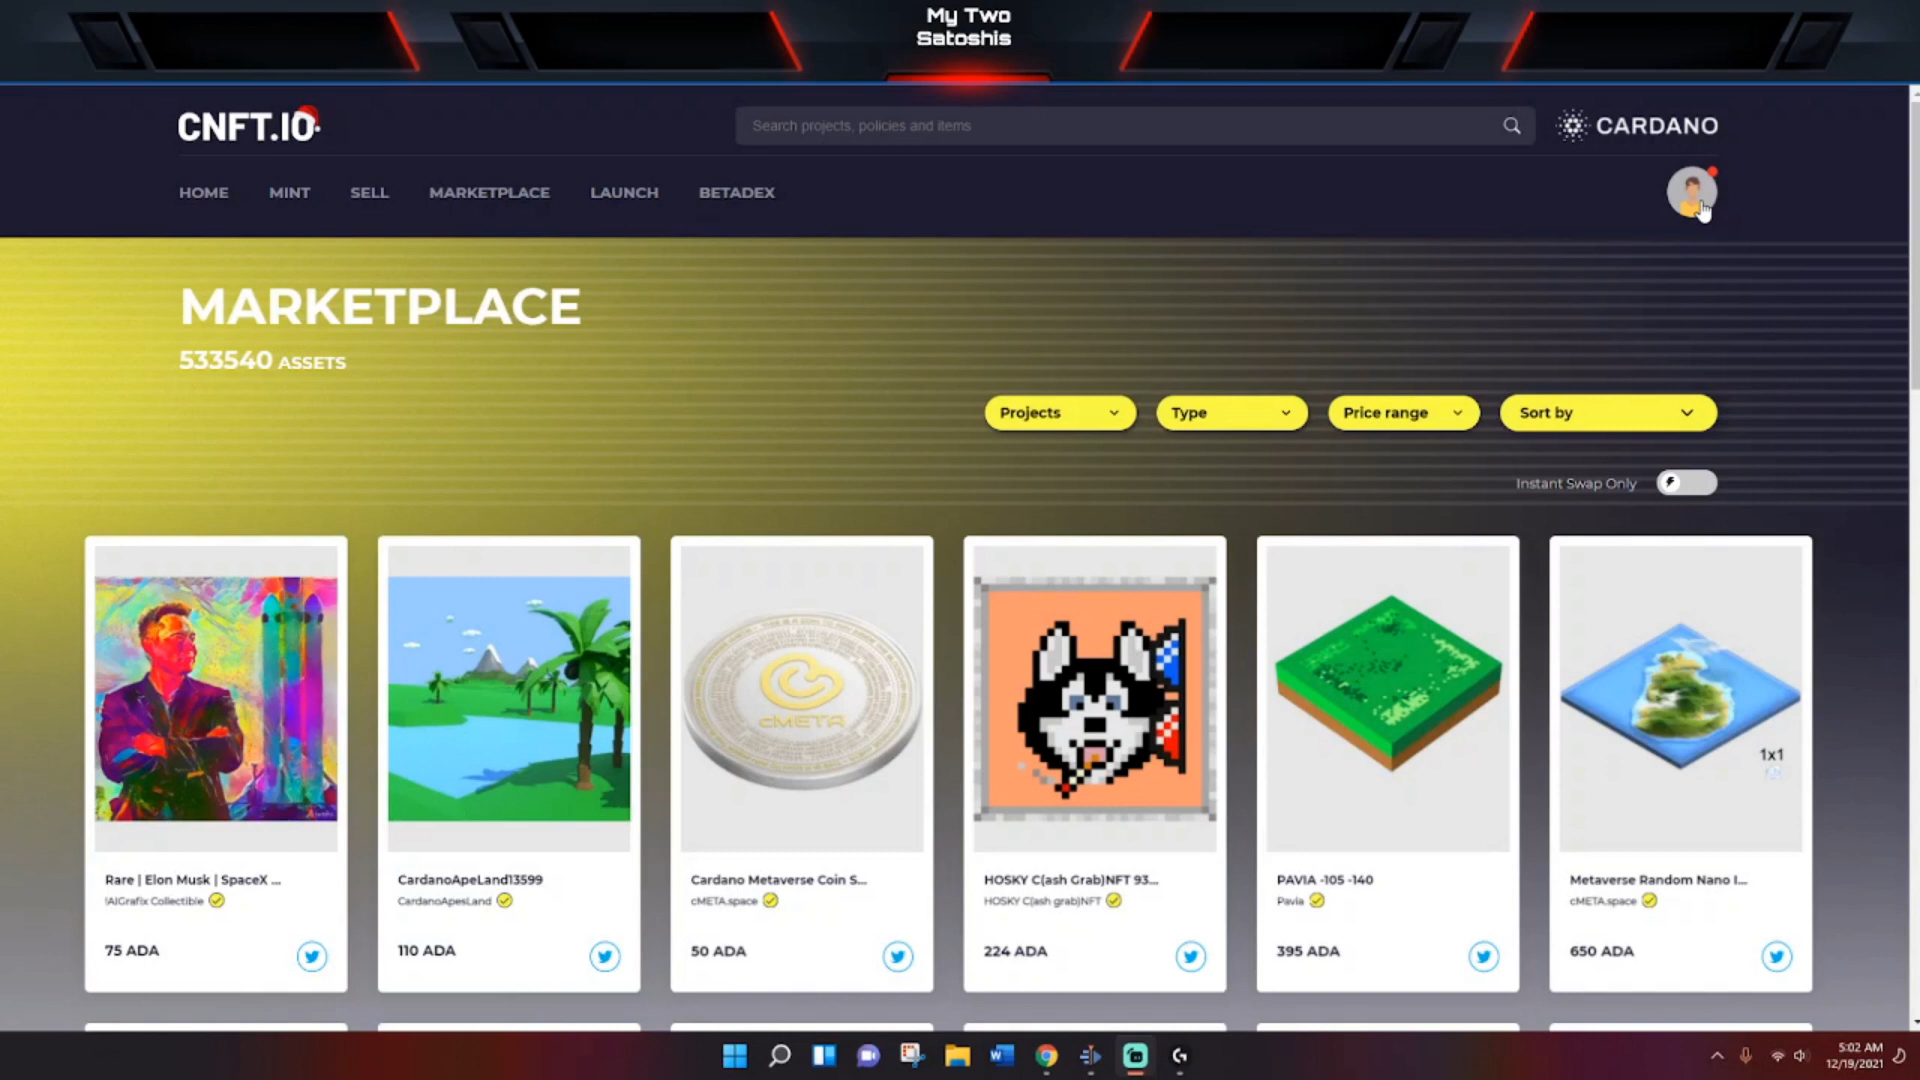 My Two
Satoshis
CNFT.IO
Search projects, policies and items
CARDANO
HOME MINT SELL MARKETPLACE LAUNCH BETADEX
MARKETPLACE
533540 ASSETS
Projects Type Price range Sort by
Instant Swap Only
cMETA
1x1
Rare | Elon Musk | SpaceX ...
!AIGrafix Collectible
75 ADA
CardanoApeLand13599
CardanoApesLand
110 ADA
Cardano Metaverse Coin S...
cMETA.space
50 ADA
HOSKY C(ash Grab)NFT 93...
HOSKY C(ash grab)NFT
224 ADA
PAVIA -105 -140
Pavia
395 ADA
Metaverse Random Nano I...
cMETA.space
650 ADA
5:02 AM
12/19/2021